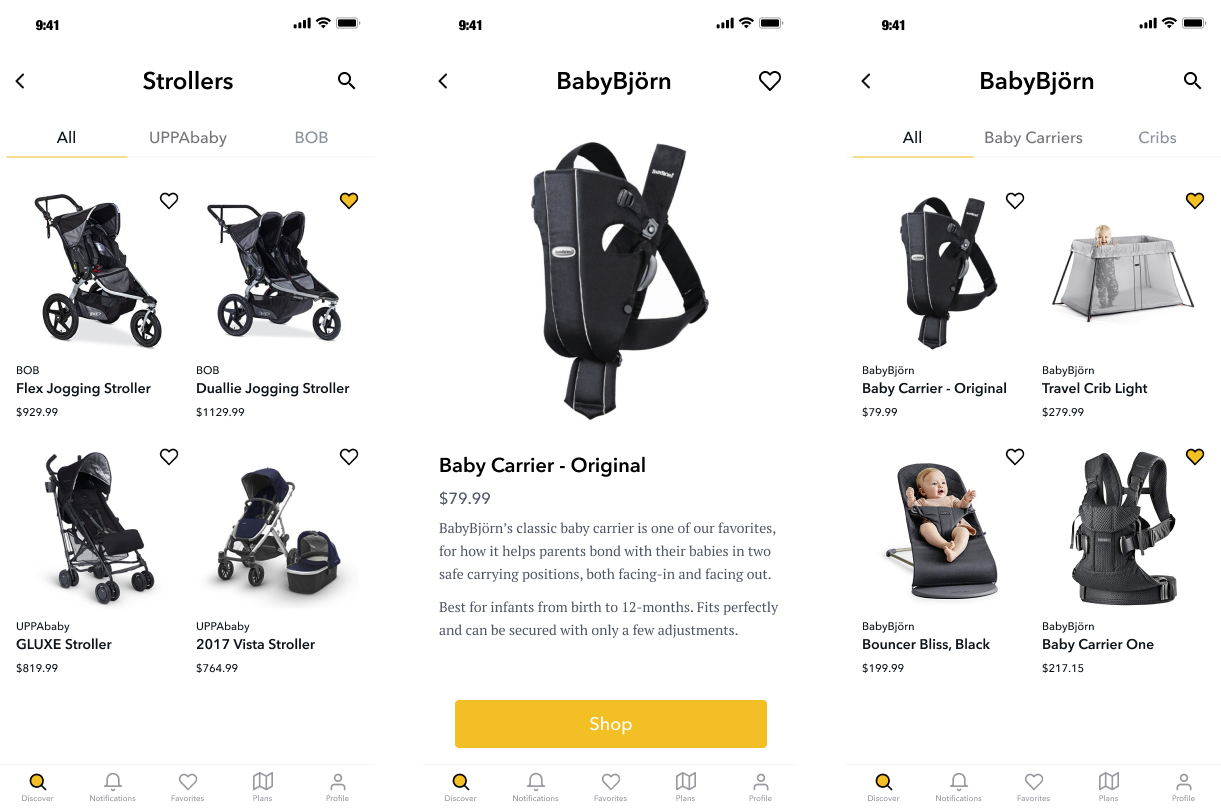 9:41
Strollers
All UPPAbaby BOB
BOB
Flex Jogging Stroller
$929.99
BOB
Duallie Jogging Stroller
$1129.99
UPPAbaby
GLUXE Stroller
$819.99
UPPAbaby
2017 Vista Stroller
$764.99
Discover Notifications Favorites Plans Profile
9:41
BabyBjörn
Baby Carrier - Original
$79.99
BabyBjörn’s classic baby carrier is one of our favorites,
for how it helps parents bond with their babies in two
safe carrying positions, both facing-in and facing out.
Best for infants from birth to 12-months. Fits perfectly
and can be secured with only a few adjustments.
Shop
Discover Notifications Favorites Plans Profile
9:41
BabyBjörn
All Baby Carriers Cribs
BabyBjörn
Baby Carrier - Original
$79.99
BabyBjörn
Travel Crib Light
$279.99
BabyBjörn
Bouncer Bliss, Black
$199.99
BabyBjörn
Baby Carrier One
$217.15
Discover Notifications Favorites Plans Profile